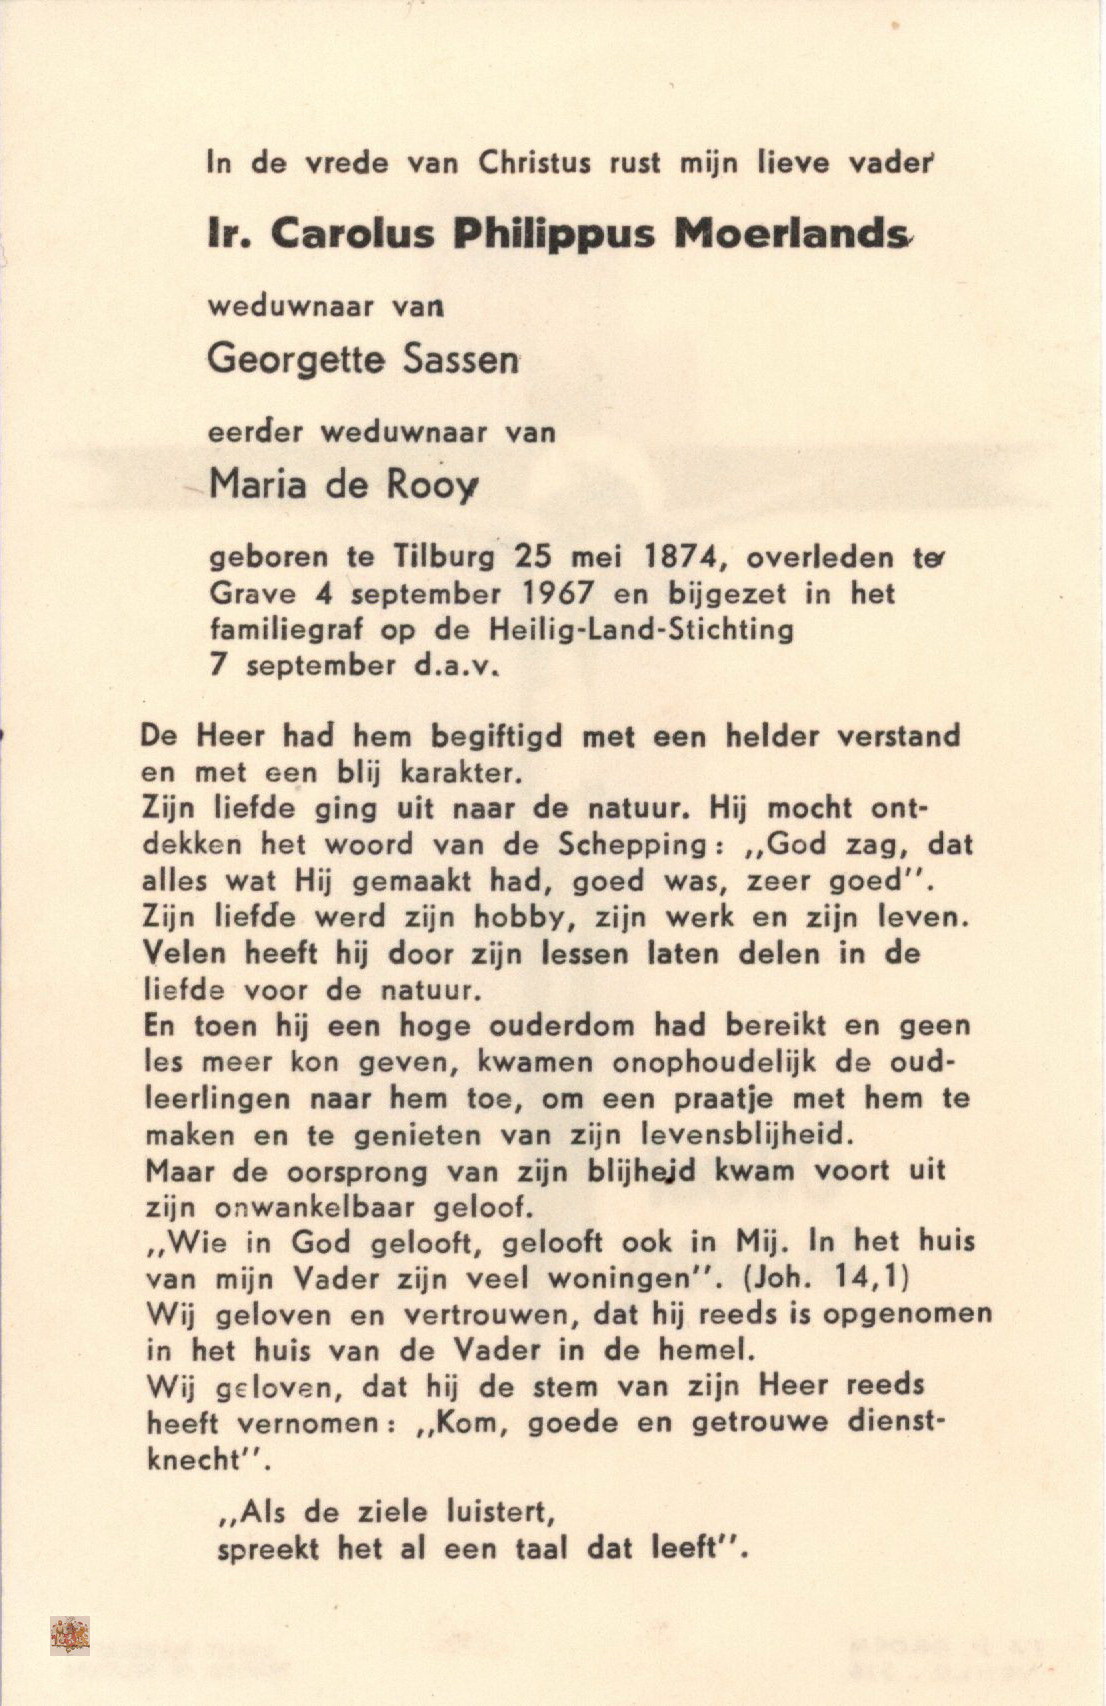 In de vrede van Christus rust mijn lieve vader
Ir. Carolus Philippus Moerlands
weduwnaar van
Georgette Sassen
eerder weduwnaar van
Maria de Rooy
geboren te Tilburg 25 mei 1874, overleden te
Grave 4 september 1967 en bijgezet in het
familiegraf op de Heilig-Land-Stichting
7 september d.a.v.
De Heer had hem begiftigd met een helder verstand
en met een blij karakter.
Zijn liefde ging uit naar de natuur. Hij mocht ont-
dekken het woord van de Schepping: ,,God zag, dat
alles wat Hij gemaakt had, goed was, zeer goed''.
Zijn liefde werd zijn hobby, zijn werk en zijn leven.
Velen heeft hij door zijn lessen laten delen in de
liefde voor de natuur.
En toen hij een hoge ouderdom had bereikt en geen
les meer kon geven, kwamen onophoudelijk de oud-
leerlingen naar hem toe, om een praatje met hem te
maken en te genieten van zijn levensblijheid.
Maar de oorsprong van zijn blijheid kwam voort uit
zijn onwankelbaar geloof.
,,Wie in God gelooft, gelooft ook in Mij. In het huis
van mijn Vader zijn veel woningen''. (Joh. 14,1)
Wij geloven en vertrouwen, dat hij reeds is opgenomen
in het huis van de Vader in de hemel.
Wij geloven, dat hij de stem van zijn Heer reeds
heeft vernomen: ,,Kom, goede en getrouwe dienst-
knecht''.
,,Als de ziele luistert,
spreekt het al een taal dat leeft''.